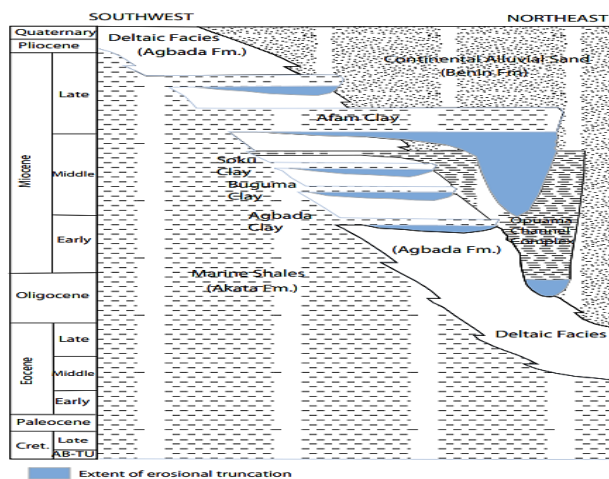 SOUTHWEST
NORTHEAST
Quaternary
Pliocene
Deltaic Facies
(Agbada Fm.)
Continental Alluvial Sand
(Benin Fm)
Late
Afam Clay
Miocene
Middle
Soku
Clay
Buguma
Clay
Agbada
Clay
Opuama
Channel
Complex
Early
(Agbada Fm.)
Marine Shales
(Akata Fm.)
Oligocene
Deltaic Facies
Eocene
Late
Middle
Early
Paleocene
Cret.
Late
AB-TU
Extent of erosional truncation